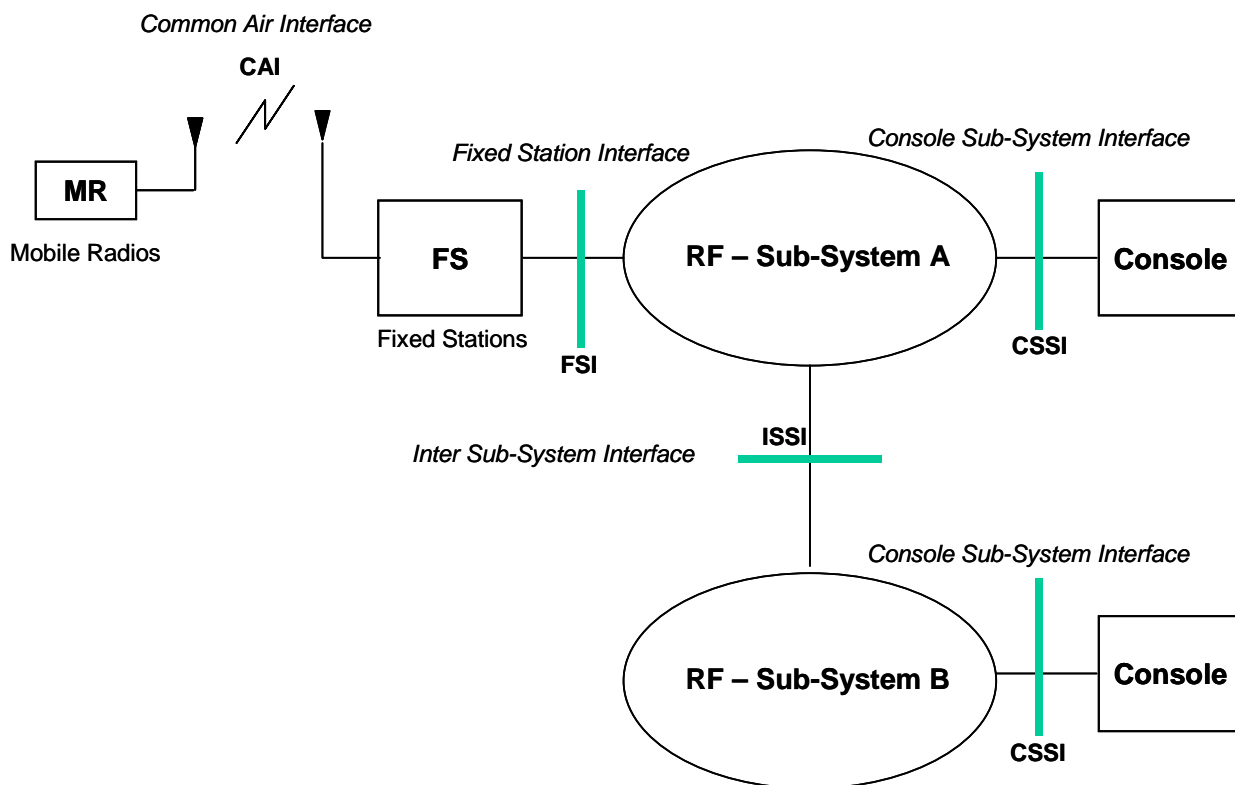 Common Air Interface
CAI
MR
Mobile Radios
Fixed Station Interface
FS
Fixed Stations
FSI
RF – Sub-System A
Console Sub-System Interface
Console
CSSI
ISSI
Inter Sub-System Interface
Console Sub-System Interface
RF – Sub-System B
Console
CSSI